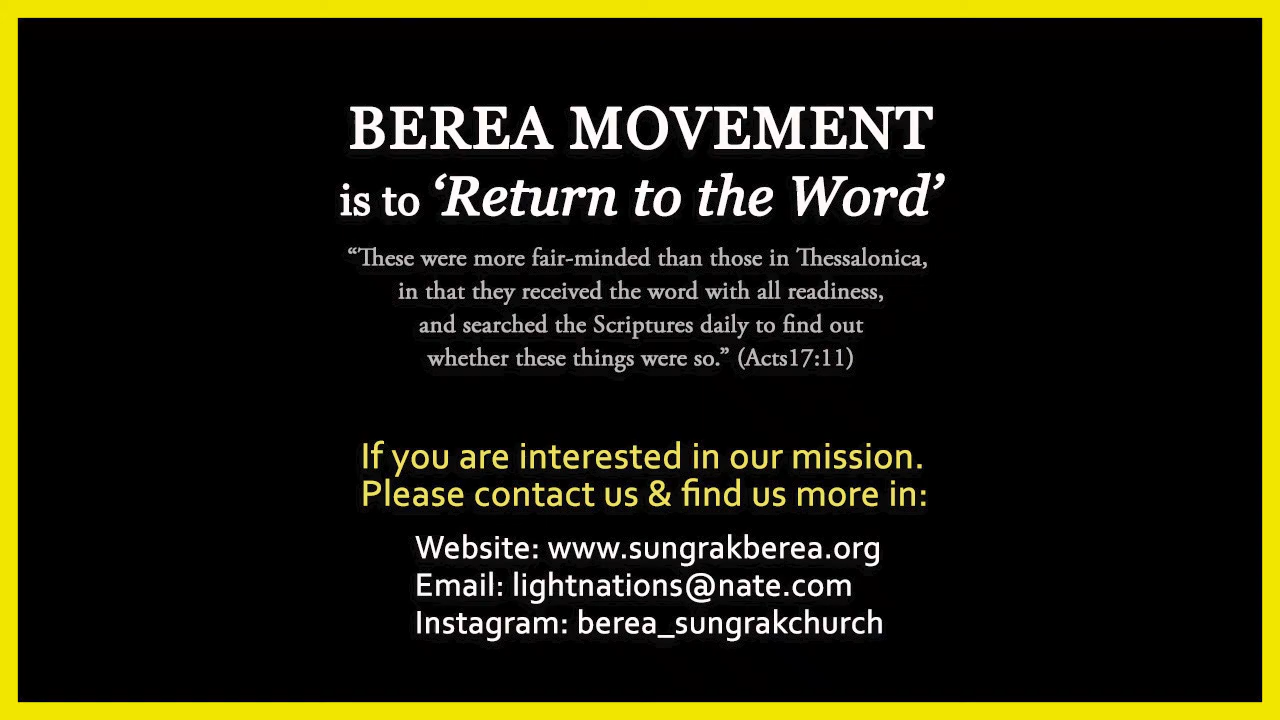 BEREA MOVEMENT
is to ‘Return to the Word’
“These were more fair-minded than those in Thessalonica,
in that they received the word with all readiness,
and searched the Scriptures daily to find out
whether these things were so.” (Acts17:11)
If you are interested in our mission.
Please contact us & find us more in:
Website: www.sungrakberea.org
Email: lightnations@nate.com
Instagram: berea_sungrakchurch